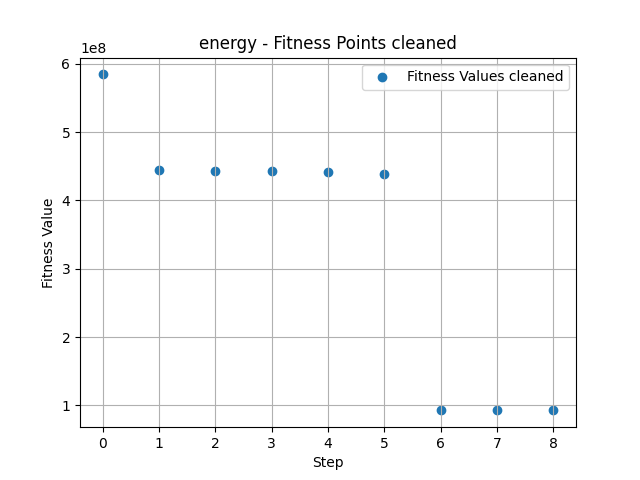 energy - Fitness Points cleaned
1e8
Fitness Values cleaned
6
5
4
3
2
1
Fitness Value
0 1 2 3 4 5 6 7 8
Step